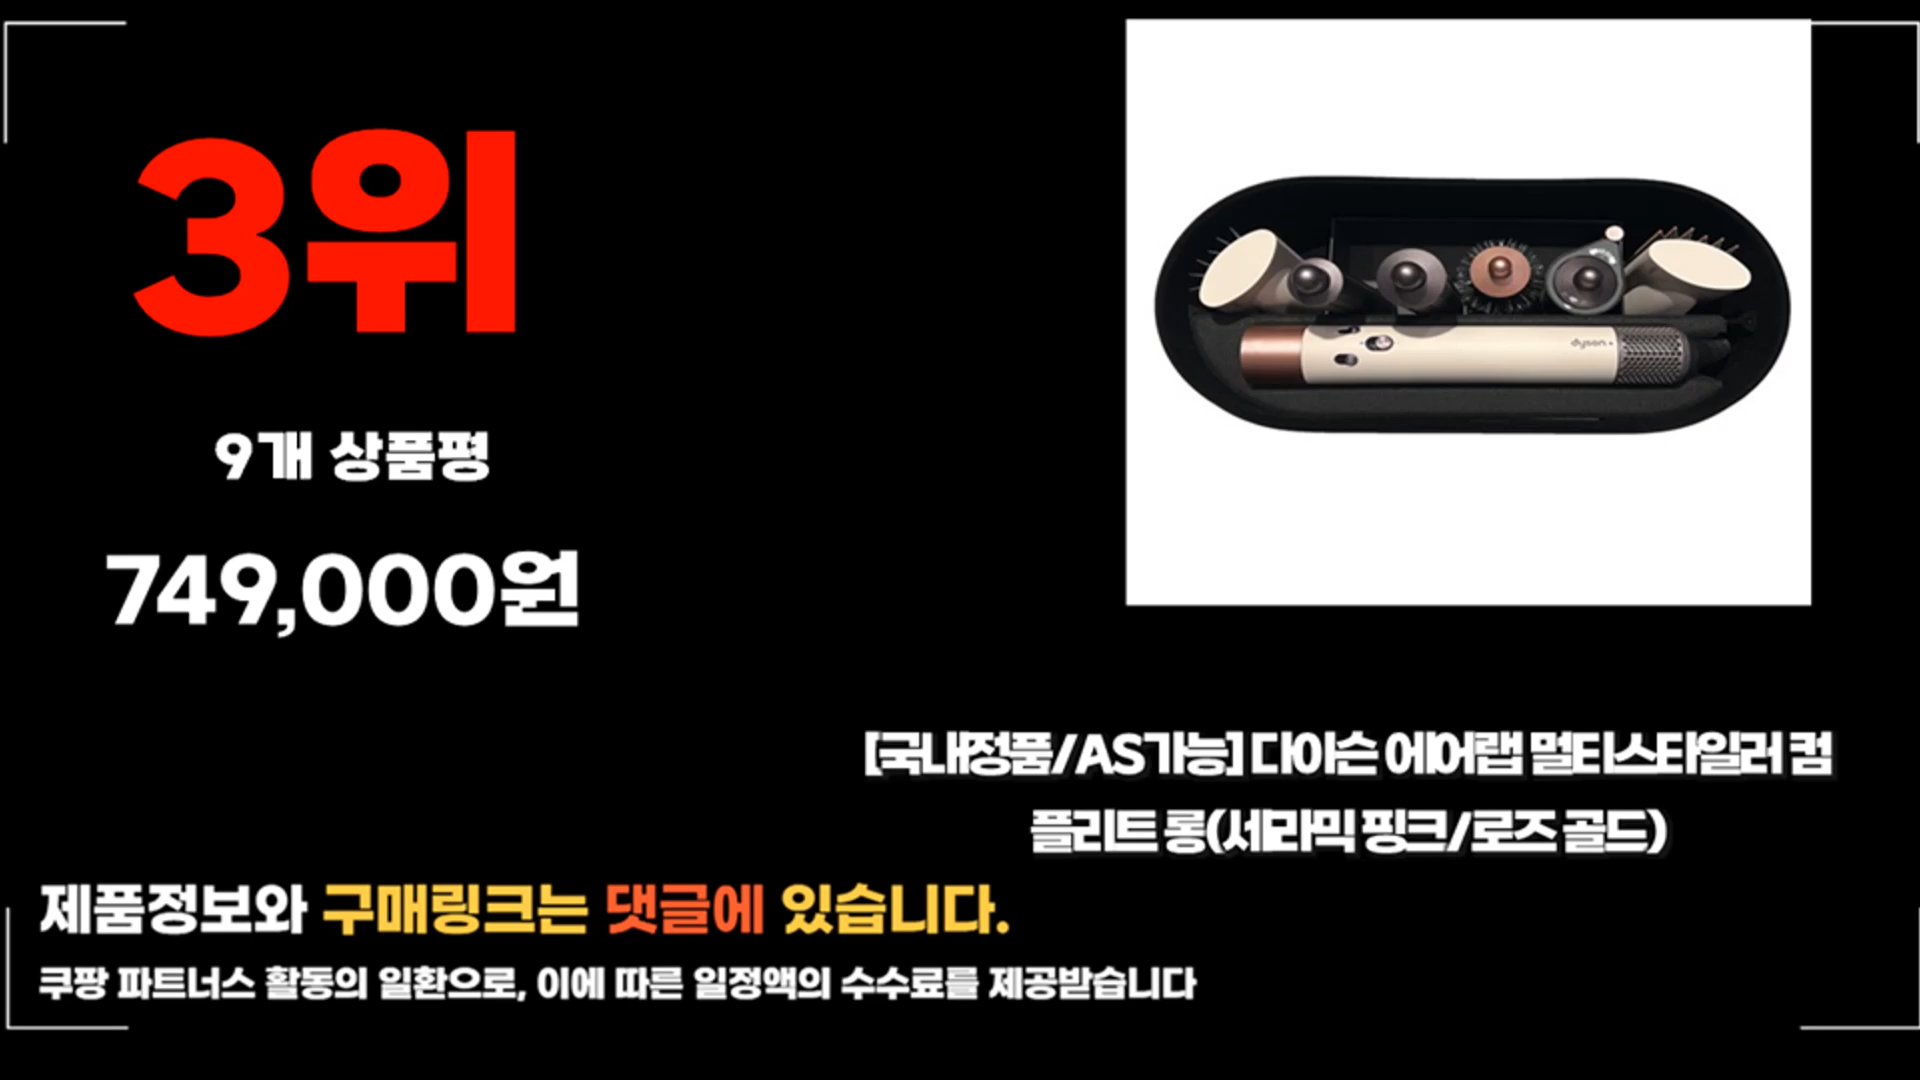 3위
9개 상품평
749,000원
dyson
[국내정품/AS가능] 다이슨 에어랩 멀티스타일러 컴
플리트 롱(세라믹 핑크/로즈 골드)
제품정보와 구매링크는 댓글에 있습니다.
쿠팡 파트너스 활동의 일환으로, 이에 따른 일정액의 수수료를 제공받습니다